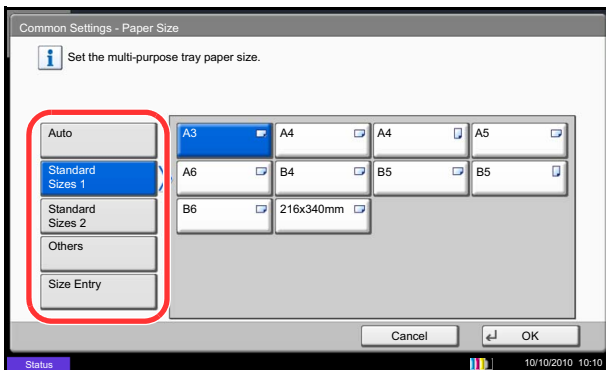 Common Settings - Paper Size
Set the multi-purpose tray paper size.
Auto
Standard
Sizes 1
Standard
Sizes 2
Others
Size Entry
A3
A4
A4
A5
A6
B4
B5
B5
B6
216x340mm
Cancel
OK
Status
10/10/2010 10:10